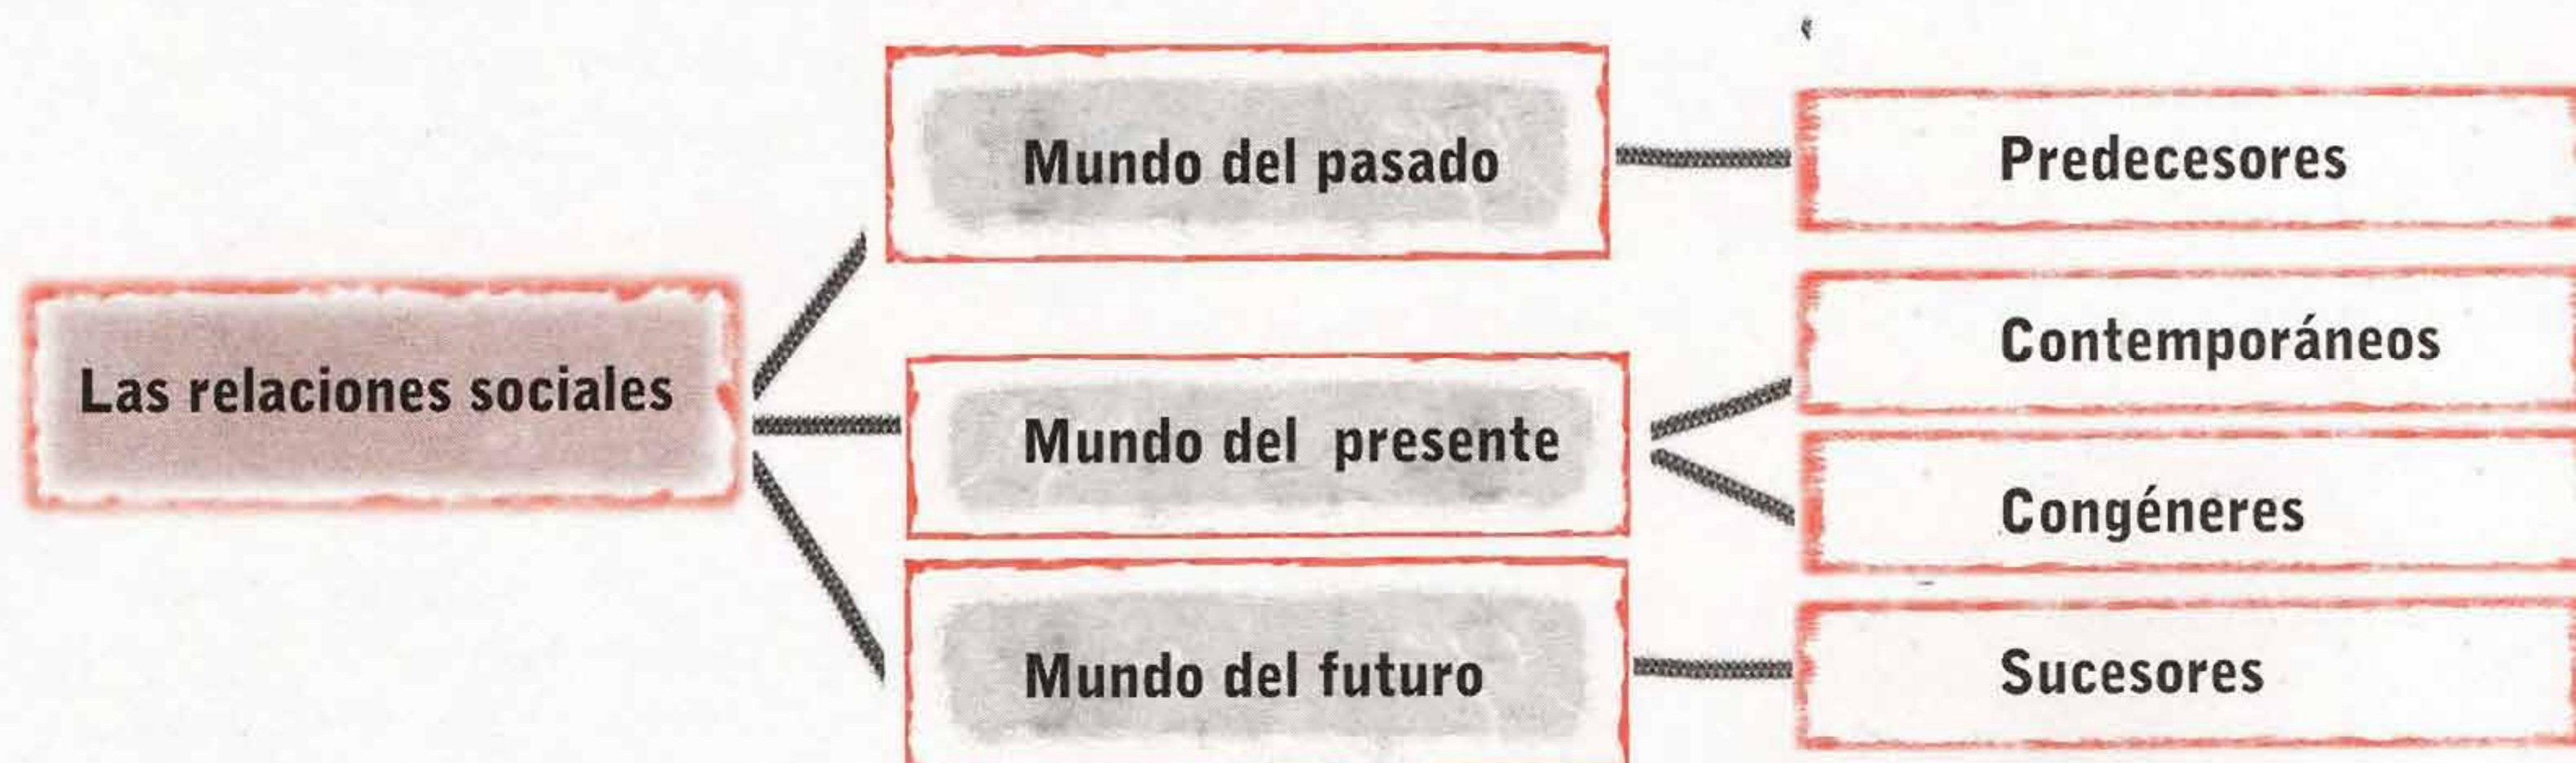 Las relaciones sociales
Mundo del pasado
Predecesores
Mundo del presente
Contemporáneos
Congéneres
Mundo del futuro
Sucesores